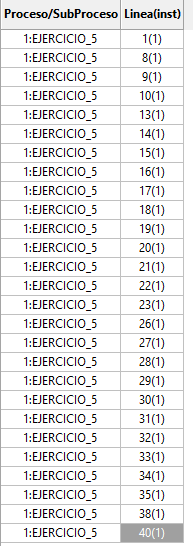 Proceso/SubProceso Linea(inst)
1:EJERCICIO_5 1(1)
1:EJERCICIO_5 8(1)
1:EJERCICIO_5 9(1)
1:EJERCICIO_5 10(1)
1:EJERCICIO_5 13(1)
1:EJERCICIO_5 14(1)
1:EJERCICIO_5 15(1)
1:EJERCICIO_5 16(1)
1:EJERCICIO_5 17(1)
1:EJERCICIO_5 18(1)
1:EJERCICIO_5 19(1)
1:EJERCICIO_5 20(1)
1:EJERCICIO_5 21(1)
1:EJERCICIO_5 22(1)
1:EJERCICIO_5 23(1)
1:EJERCICIO_5 26(1)
1:EJERCICIO_5 27(1)
1:EJERCICIO_5 28(1)
1:EJERCICIO_5 29(1)
1:EJERCICIO_5 30(1)
1:EJERCICIO_5 31(1)
1:EJERCICIO_5 32(1)
1:EJERCICIO_5 33(1)
1:EJERCICIO_5 34(1)
1:EJERCICIO_5 35(1)
1:EJERCICIO_5 38(1)
1:EJERCICIO_5 40(1)